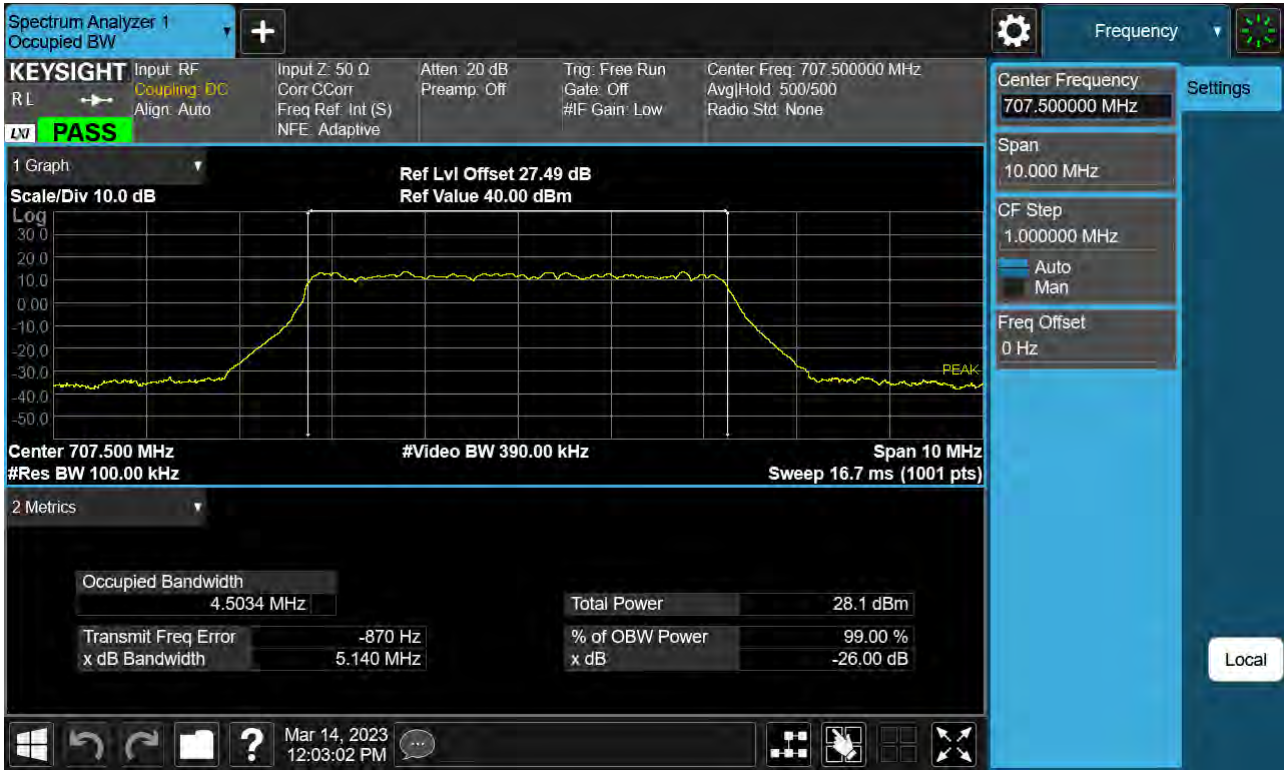 Spectrum Analyzer 1
Occupied BW
+
Frequency
KEYSIGHT
R L
LXI PASS
Input: RF
Coupling: DC
Align: Auto
Input Z: 50 Ω
Corr CCorr
Freq Ref: Int (S)
NFE: Adaptive
Atten: 20 dB
Preamp: Off
Trig: Free Run
Gate: Off
#IF Gain: Low
Center Freq: 707.500000 MHz
Avg|Hold: 500/500
Radio Std: None
Center Frequency
707.500000 MHz
Settings
Span
10.000 MHz
CF Step
1.000000 MHz
Auto
Man
Freq Offset
0 Hz
Local
1 Graph
Scale/Div 10.0 dB
Ref Lvl Offset 27.49 dB
Ref Value 40.00 dBm
Log
30.0
20.0
10.0
0.00
-10.0
-20.0
-30.0
-40.0
-50.0
PEAK
Center 707.500 MHz
#Video BW 390.00 kHz
Span 10 MHz
#Res BW 100.00 kHz
Sweep 16.7 ms (1001 pts)
2 Metrics
Occupied Bandwidth
4.5034 MHz
Total Power 28.1 dBm
Transmit Freq Error -870 Hz
% of OBW Power 99.00 %
x dB Bandwidth 5.140 MHz
x dB -26.00 dB
?
Mar 14, 2023
12:03:02 PM